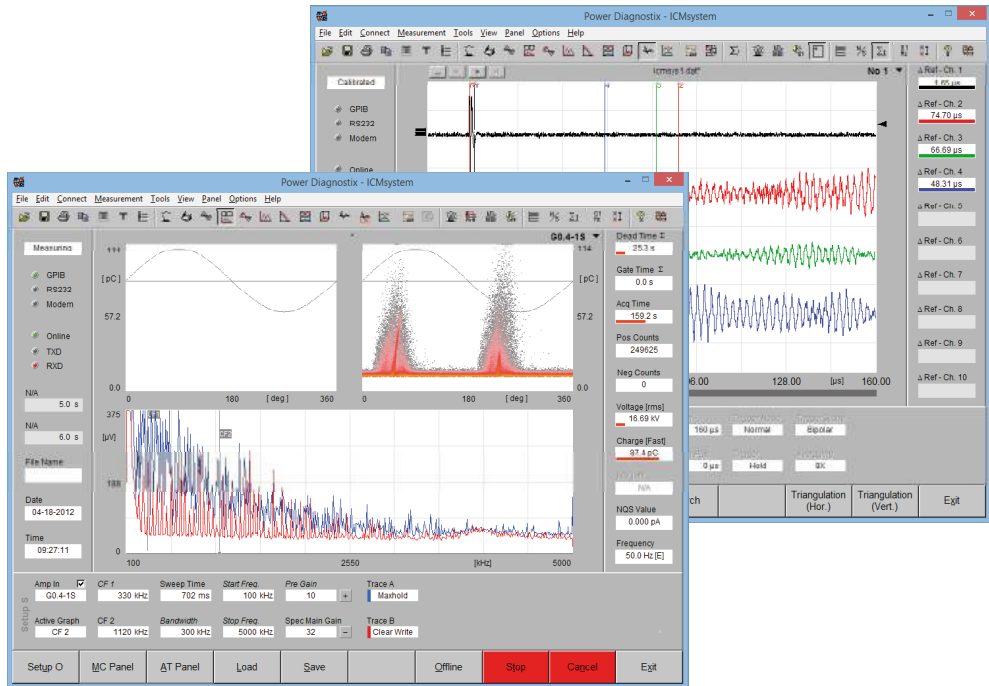 Power Diagnostix - ICMsystem
File Edit Connect Measurement Tools View Panel Options Help
Calibrated
GPIB
RS232
Modem
Online
icmsys1.dat*
No 1
Δ Ref - Ch. 1
1.65 µs
Δ Ref - Ch. 2
74.70 µs
Δ Ref - Ch. 3
66.69 µs
Δ Ref - Ch. 4
48.31 µs
Δ Ref - Ch. 5
Δ Ref - Ch. 6
Δ Ref - Ch. 7
Δ Ref - Ch. 8
Δ Ref - Ch. 9
Δ Ref - Ch. 10
96.00 128.00 [µs] 160.00
160 µs Normal Bipolar
0 µs Hold
Triangulation (Hor.)
Triangulation (Vert.)
Exit
Power Diagnostix - ICMsystem
File Edit Connect Measurement Tools View Panel Options Help
Measuring
GPIB
RS232
Modem
Online
TXD
RXD
N/A
5.0 s
N/A
6.0 s
File Name
Date
04-18-2012
Time
09:27:11
114
[pC]
57.2
0.0
0 180 [deg] 360
G0.4-1S
114
[pC]
57.2
0.0
0 180 [deg] 360
375
[µV]
188
0
100 2550 [kHz] 5000
Dead Time Σ
25.3 s
Gate Time Σ
0.0 s
Acq Time
159.2 s
Pos Counts
249625
Neg Counts
0
Voltage [rms]
16.69 kV
Charge [Fast]
87.4 pC
N/A
NQS Value
0.000 pA
Frequency
50.0 Hz [E]
Setup S
Amp In CF 1 Sweep Time Start Freq. Pre Gain Trace A
G0.4-1S 330 kHz 702 ms 100 kHz 10 + Maxhold
Active Graph CF 2 Bandwidth Stop Freq. Spec Main Gain Trace B
CF 2 1120 kHz 300 kHz 5000 kHz 32 − Clear Write
Setup O MC Panel AT Panel Load Save Offline Stop Cancel Exit